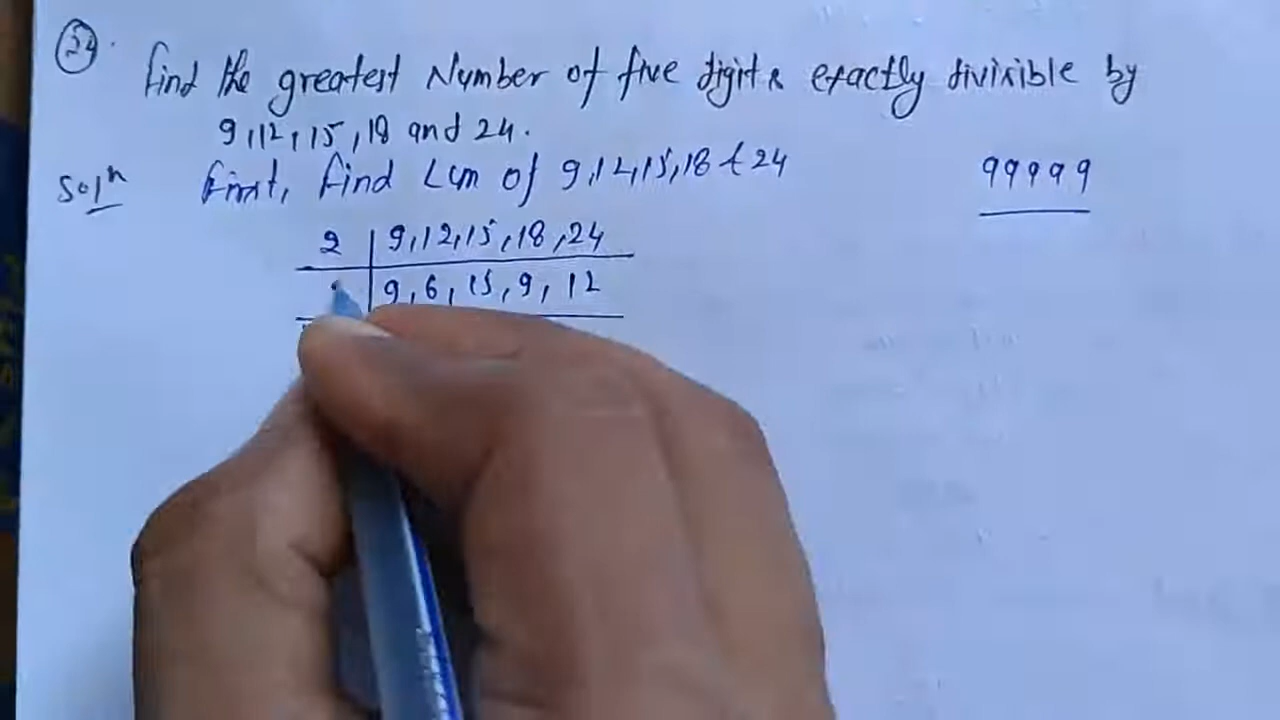 24.
Find the greatest Number of five digits exactly divisible by
9,12,15,18 and 24.
Solⁿ First, find Lcm of 9,12,15,18 & 24
99999
2 | 9,12,15,18,24
9, 6, 15, 9, 12